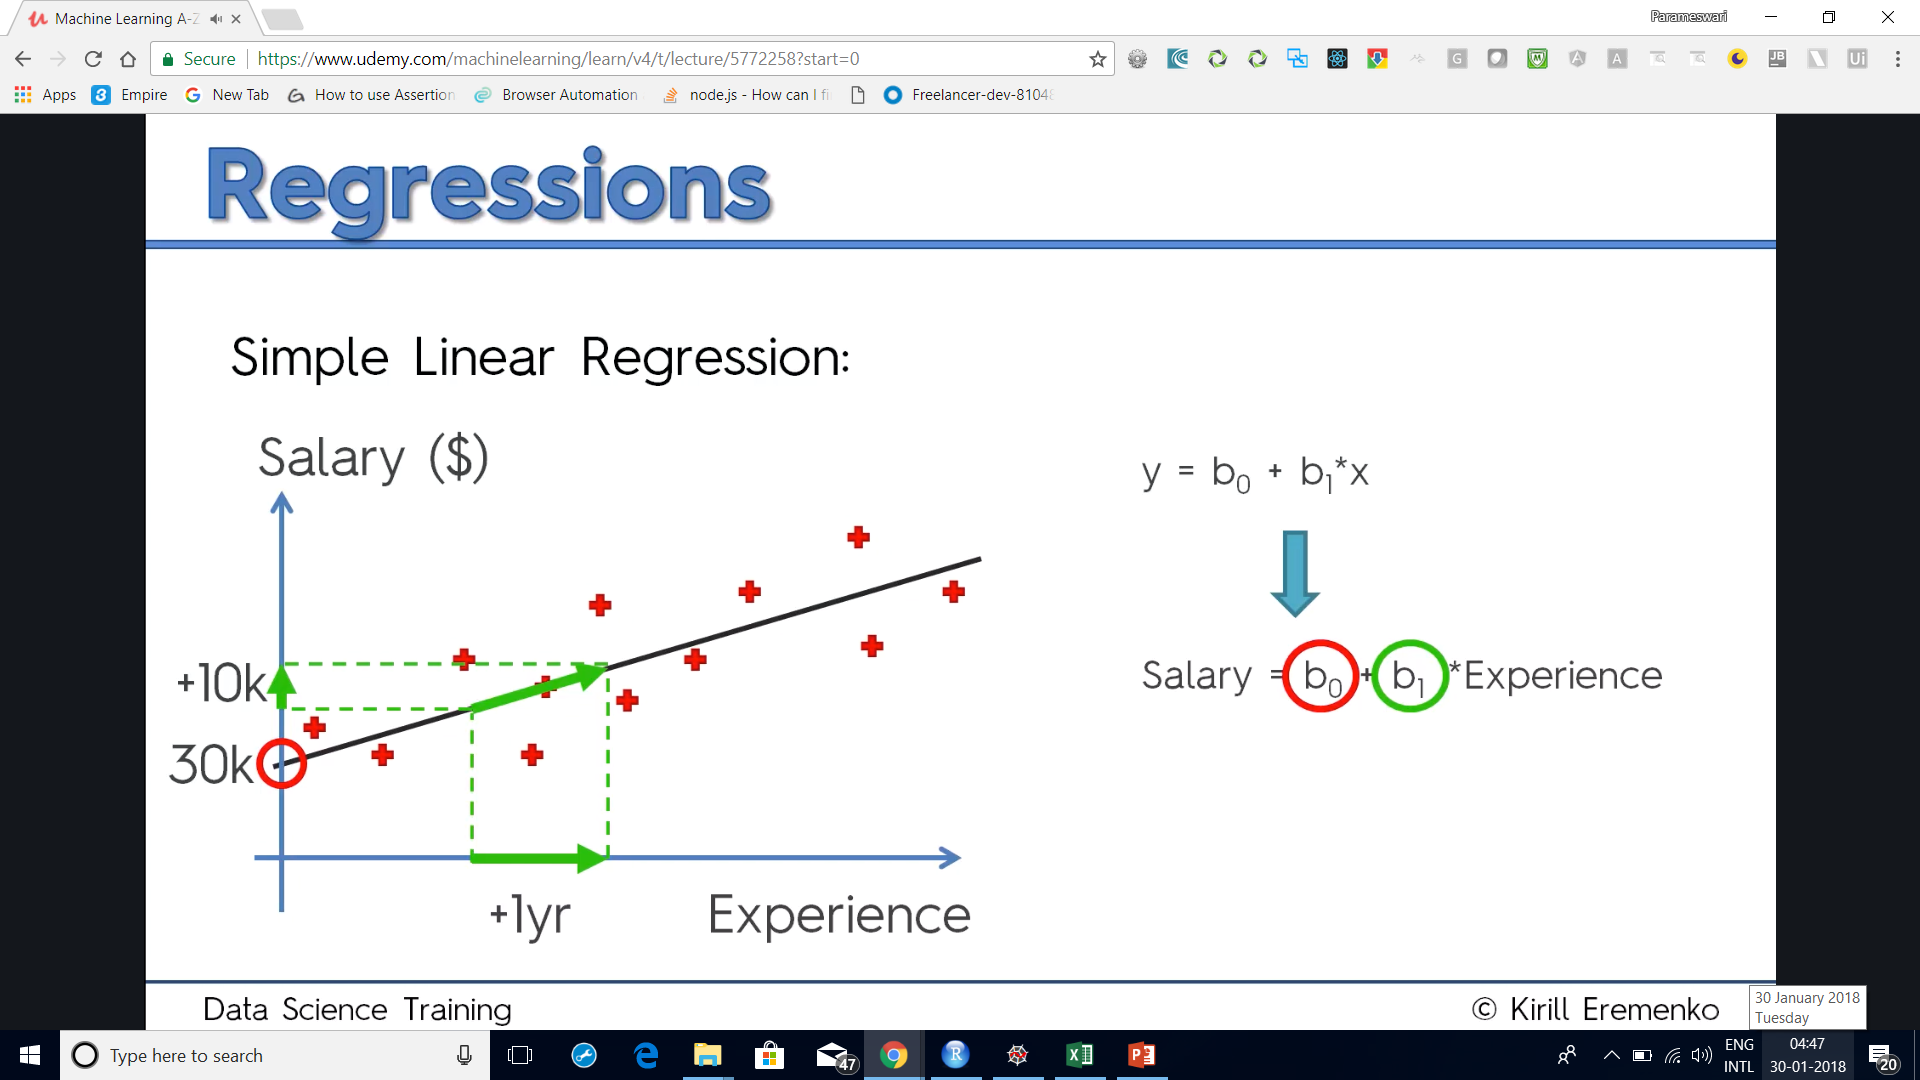 Machine Learning A-Z
Parameswari
Secure
https://www.udemy.com/machinelearning/learn/v4/t/lecture/5772258?start=0
Apps
Empire
New Tab
How to use Assertion
Browser Automation
node.js - How can I fi
Freelancer-dev-81048
Regressions
Simple Linear Regression:
Salary ($)
y = b₀ + b₁*x
Salary = b₀ + b₁ *Experience
+10k
30k
+1yr
Experience
Data Science Training
© Kirill Eremenko
30 January 2018
Tuesday
Type here to search
47
ENG
INTL
04:47
30-01-2018
20